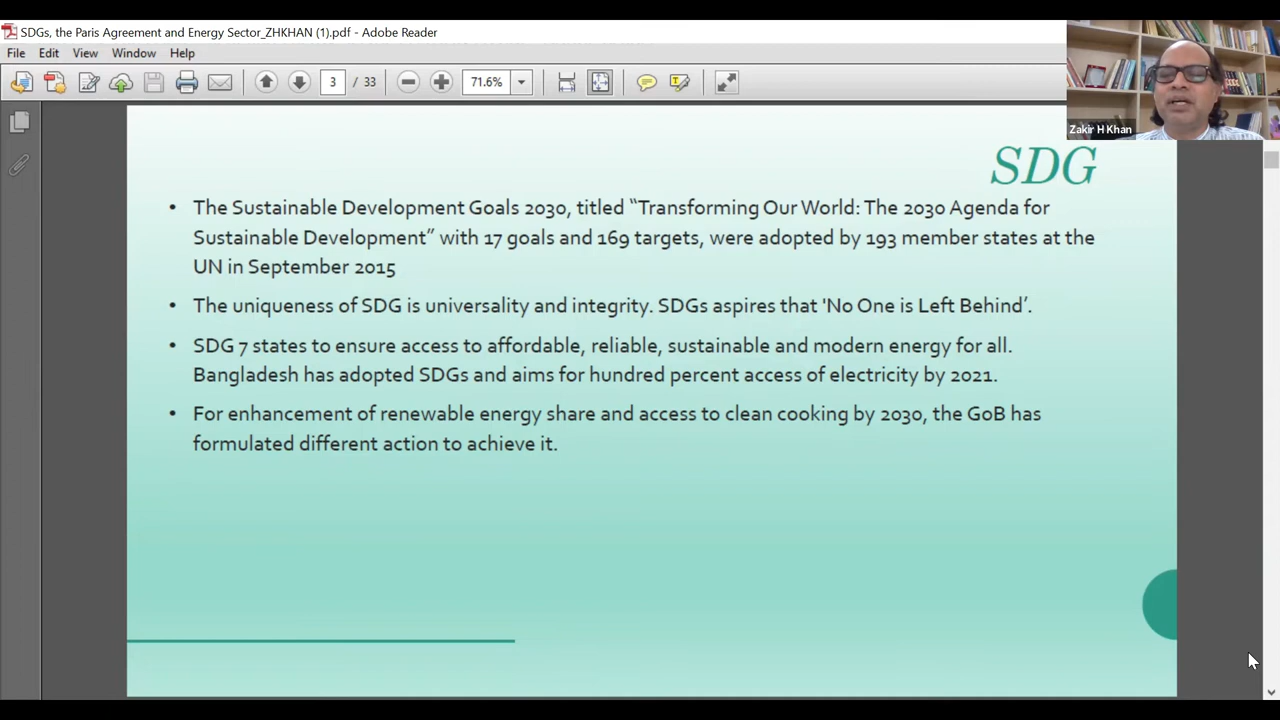 SDGs, the Paris Agreement and Energy Sector_ZHKHAN (1).pdf - Adobe Reader
File Edit View Window Help
3 / 33 71.6%
Zakir H Khan
SDG
• The Sustainable Development Goals 2030, titled “Transforming Our World: The 2030 Agenda for
Sustainable Development” with 17 goals and 169 targets, were adopted by 193 member states at the
UN in September 2015
• The uniqueness of SDG is universality and integrity. SDGs aspires that 'No One is Left Behind’.
• SDG 7 states to ensure access to affordable, reliable, sustainable and modern energy for all.
Bangladesh has adopted SDGs and aims for hundred percent access of electricity by 2021.
• For enhancement of renewable energy share and access to clean cooking by 2030, the GoB has
formulated different action to achieve it.